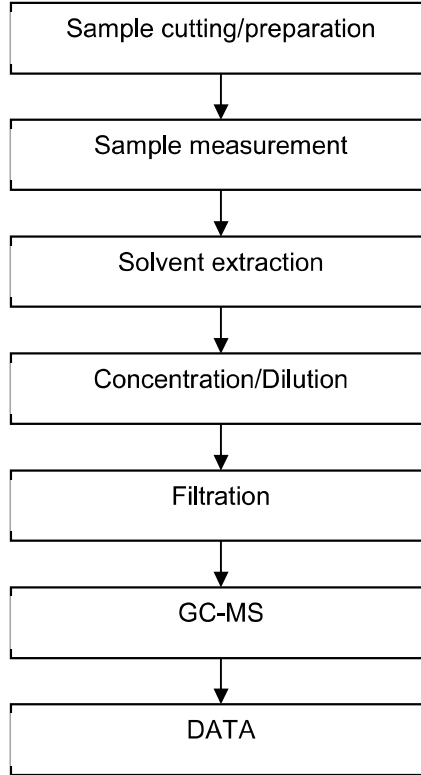 Sample cutting/preparation
Sample measurement
Solvent extraction
Concentration/Dilution
Filtration
GC-MS
DATA